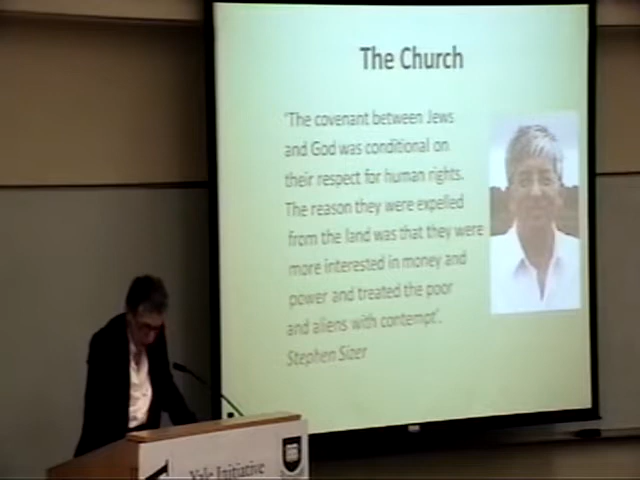 The Church
'The covenant between Jews
and God was conditional on
their respect for human rights.
The reason they were expelled
from the land was that they were
more interested in money and
power and treated the poor
and aliens with contempt'.
Stephen Sizer
Yale Initiative